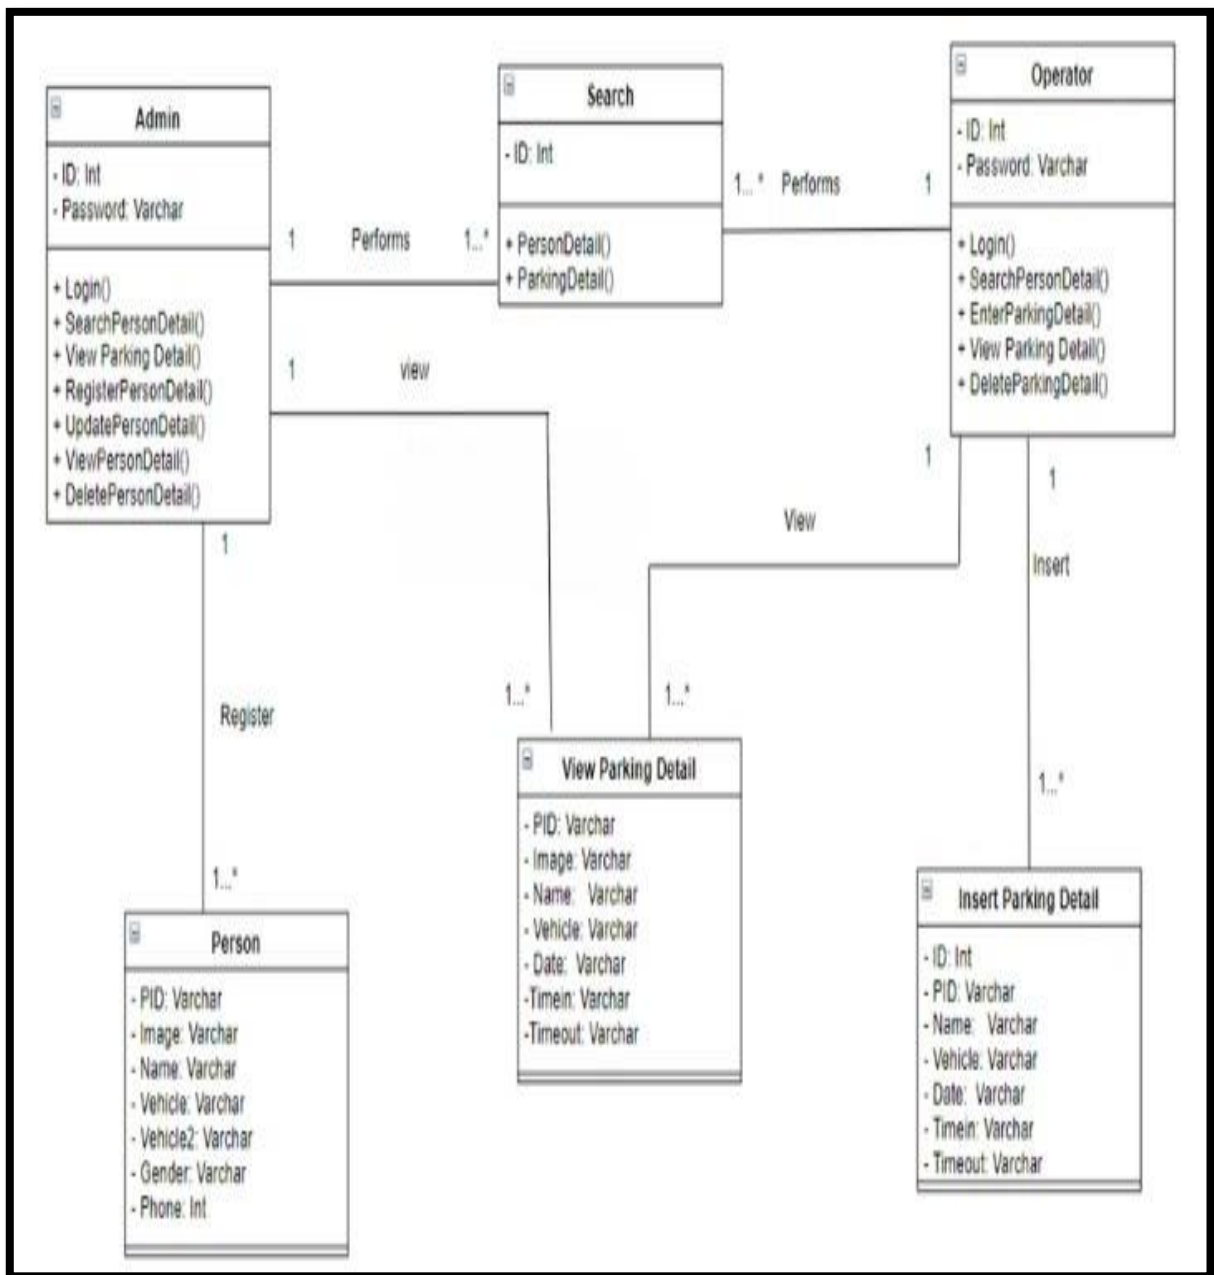 Admin
- ID: Int
- Password: Varchar
+ Login()
+ SearchPersonDetail()
+ View Parking Detail()
+ RegisterPersonDetail()
+ UpdatePersonDetail()
+ ViewPersonDetail()
+ DeletePersonDetail()
1 Performs 1...*
Search
- ID: Int
+ PersonDetail()
+ ParkingDetail()
1... * Performs 1
Operator
- ID: Int
- Password: Varchar
+ Login()
+ SearchPersonDetail()
+ EnterParkingDetail()
+ View Parking Detail()
+ DeleteParkingDetail()
1 view
1...*
1
View
1...*
1
Insert
1...*
1
Register
1...*
View Parking Detail
- PID: Varchar
- Image: Varchar
- Name: Varchar
- Vehicle: Varchar
- Date: Varchar
-Timein: Varchar
-Timeout: Varchar
Person
- PID: Varchar
- Image: Varchar
- Name: Varchar
- Vehicle: Varchar
- Vehicle2: Varchar
- Gender: Varchar
- Phone: Int
Insert Parking Detail
- ID: Int
- PID: Varchar
- Name: Varchar
- Vehicle: Varchar
- Date: Varchar
- Timein: Varchar
- Timeout: Varchar